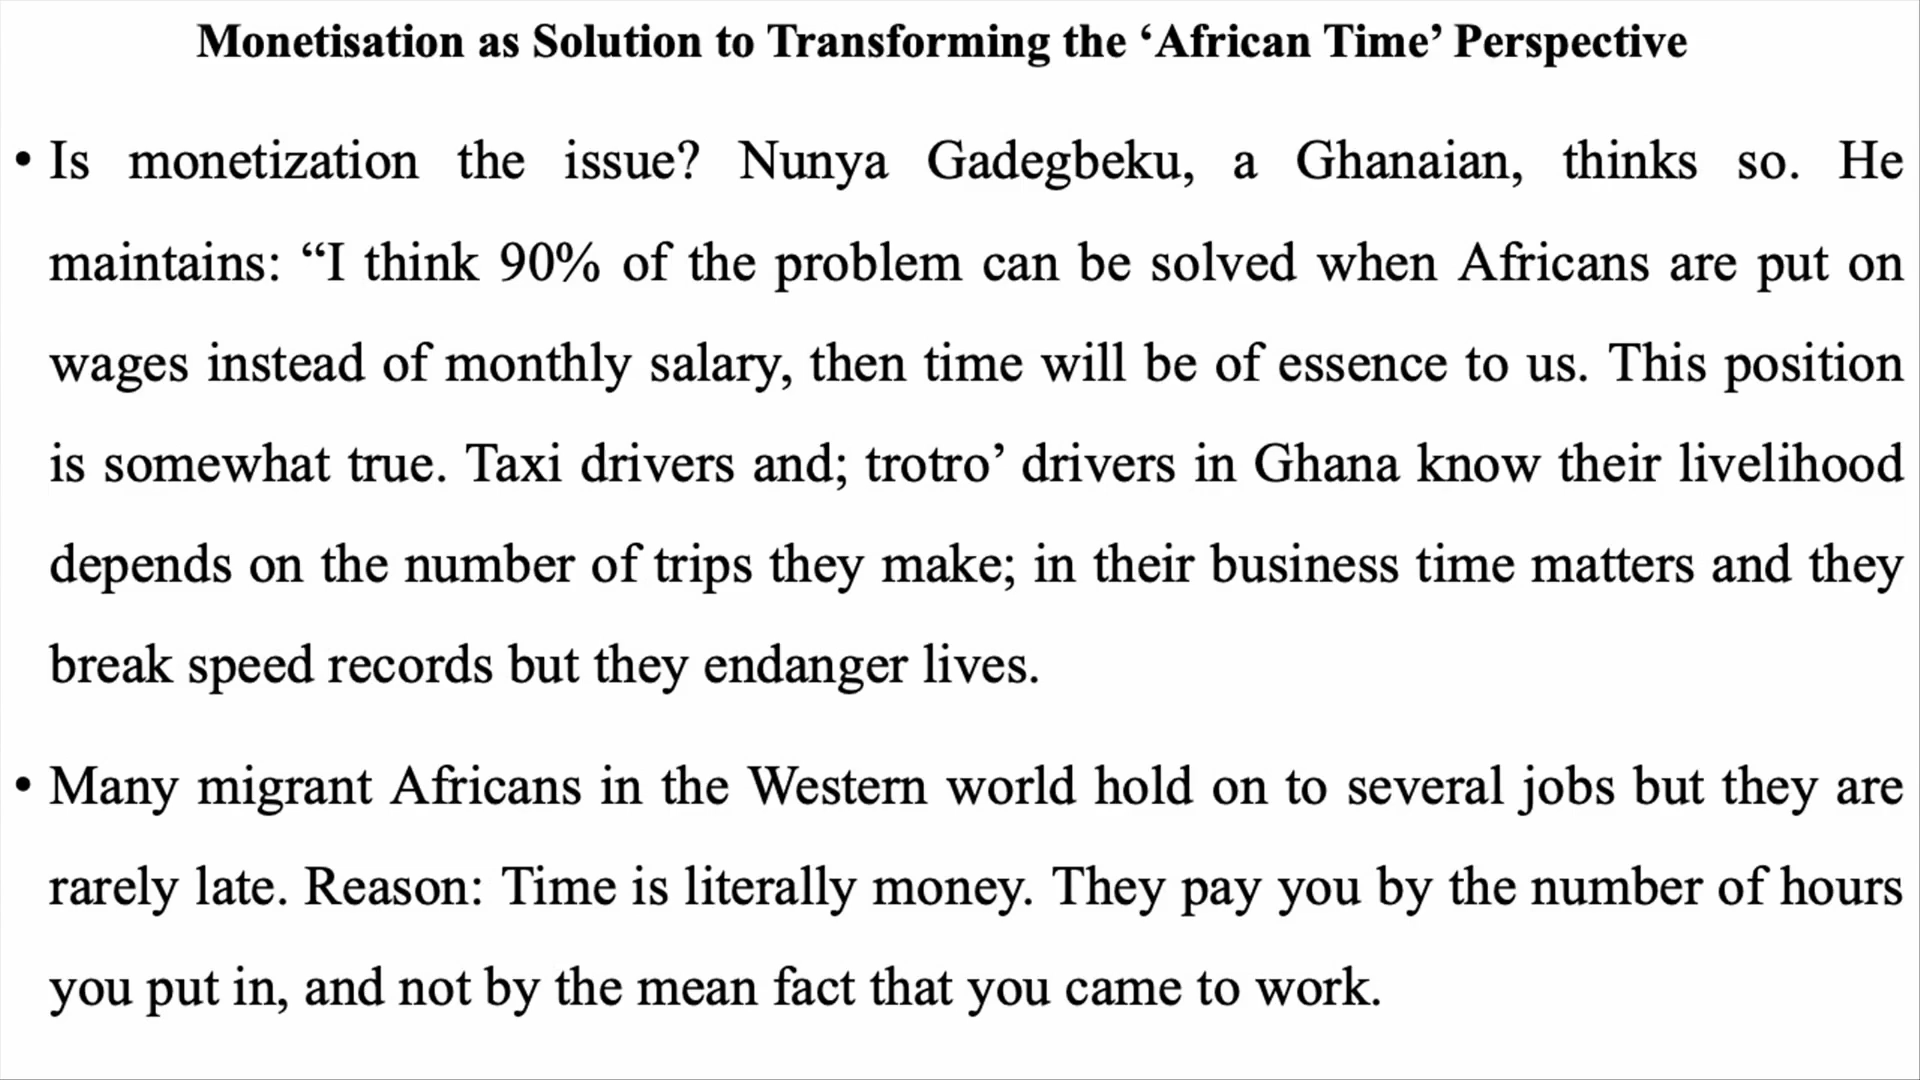 Monetisation as Solution to Transforming the ‘African Time’ Perspective
• Is monetization the issue? Nunya Gadegbeku, a Ghanaian, thinks so. He
maintains: “I think 90% of the problem can be solved when Africans are put on
wages instead of monthly salary, then time will be of essence to us. This position
is somewhat true. Taxi drivers and; trotro’ drivers in Ghana know their livelihood
depends on the number of trips they make; in their business time matters and they
break speed records but they endanger lives.
• Many migrant Africans in the Western world hold on to several jobs but they are
rarely late. Reason: Time is literally money. They pay you by the number of hours
you put in, and not by the mean fact that you came to work.